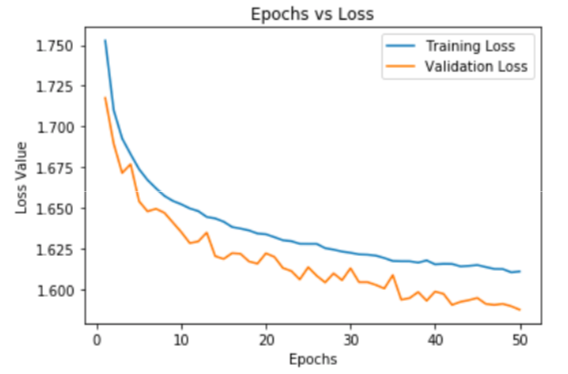 Epochs vs Loss
Training Loss
Validation Loss
1.750
1.725
1.700
1.675
1.650
1.625
1.600
Loss Value
0 10 20 30 40 50
Epochs